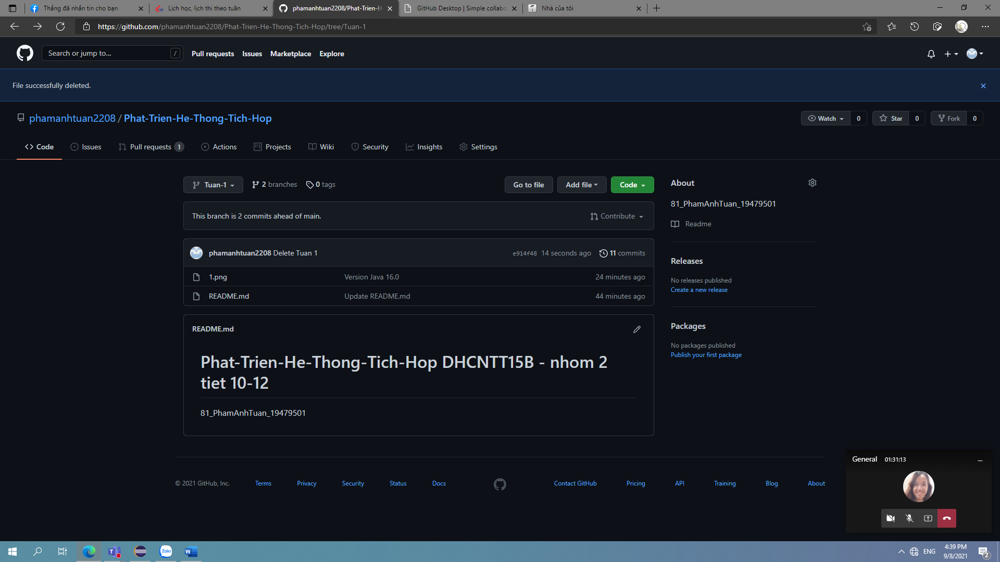 Thắng đã nhắn tin cho bạn
Lịch học, lịch thi theo tuần
phamanhtuan2208/Phat-Trien-H
GitHub Desktop | Simple collabo
Nhà của tôi
https://github.com/phamanhtuan2208/Phat-Trien-He-Thong-Tich-Hop/tree/Tuan-1
Search or jump to... /
Pull requests Issues Marketplace Explore
File successfully deleted.
phamanhtuan2208 / Phat-Trien-He-Thong-Tich-Hop
Watch 0 Star 0 Fork 0
Code Issues Pull requests 1 Actions Projects Wiki Security Insights Settings
Tuan-1 2 branches 0 tags Go to file Add file Code
This branch is 2 commits ahead of main. Contribute
phamanhtuan2208 Delete Tuan 1 e914f48 14 seconds ago 11 commits
1.png Version Java 16.0 24 minutes ago
README.md Update README.md 44 minutes ago
README.md
Phat-Trien-He-Thong-Tich-Hop DHCNTT15B - nhom 2
tiet 10-12
81_PhamAnhTuan_19479501
About
81_PhamAnhTuan_19479501
Readme
Releases
No releases published
Create a new release
Packages
No packages published
Publish your first package
© 2021 GitHub, Inc. Terms Privacy Security Status Docs Contact GitHub Pricing API Training Blog About
General 01:31:13
Zalo
ENG
4:39 PM
9/8/2021
2